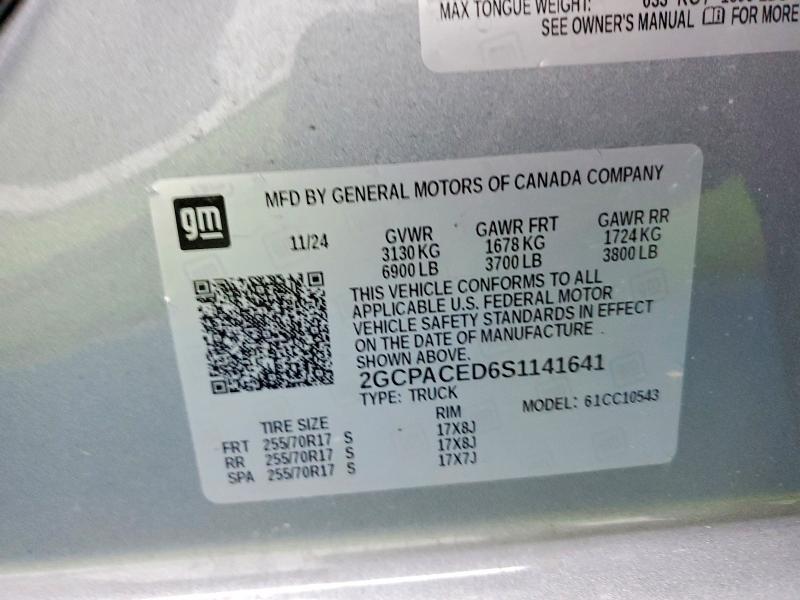 MAX TONGUE WEIGHT:
SEE OWNER'S MANUAL FOR MORE
gm
MFD BY GENERAL MOTORS OF CANADA COMPANY
11/24
GVWR GAWR FRT GAWR RR
3130 KG 1678 KG 1724 KG
6900 LB 3700 LB 3800 LB
THIS VEHICLE CONFORMS TO ALL
APPLICABLE U.S. FEDERAL MOTOR
VEHICLE SAFETY STANDARDS IN EFFECT
ON THE DATE OF MANUFACTURE
SHOWN ABOVE.
2GCPACED6S1141641
TYPE: TRUCK MODEL: 61CC10543
TIRE SIZE RIM
FRT 255/70R17 S 17X8J
RR 255/70R17 S 17X8J
SPA 255/70R17 S 17X7J